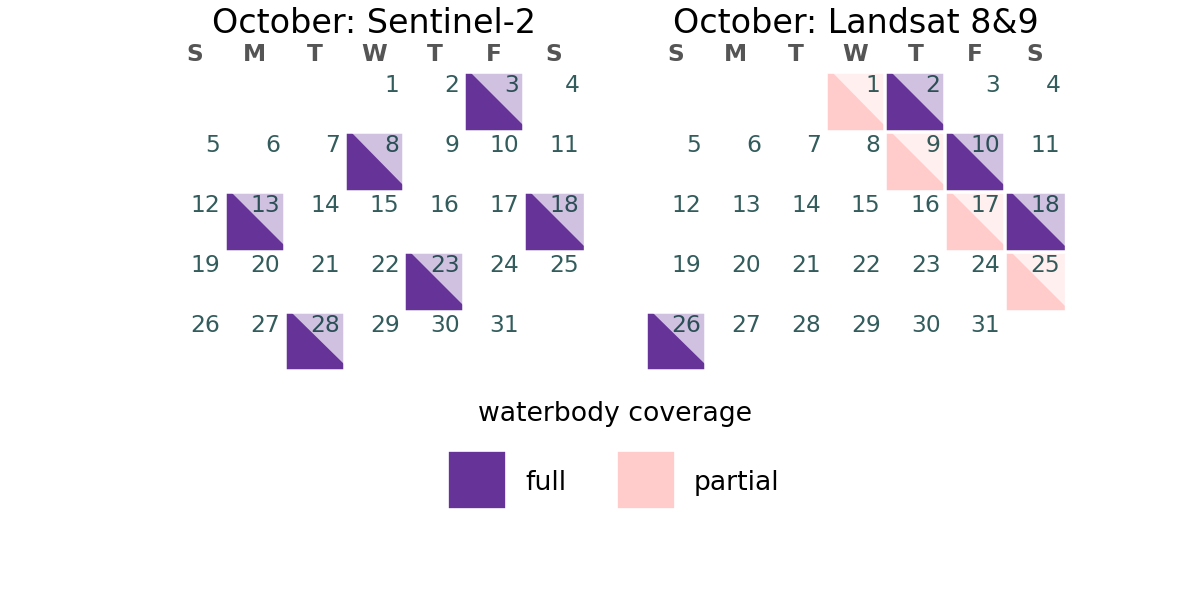 October: Sentinel-2
S M T W T F S
1 2 3 4
5 6 7 8 9 10 11
12 13 14 15 16 17 18
19 20 21 22 23 24 25
26 27 28 29 30 31
October: Landsat 8&9
S M T W T F S
1 2 3 4
5 6 7 8 9 10 11
12 13 14 15 16 17 18
19 20 21 22 23 24 25
26 27 28 29 30 31
waterbody coverage
full
partial